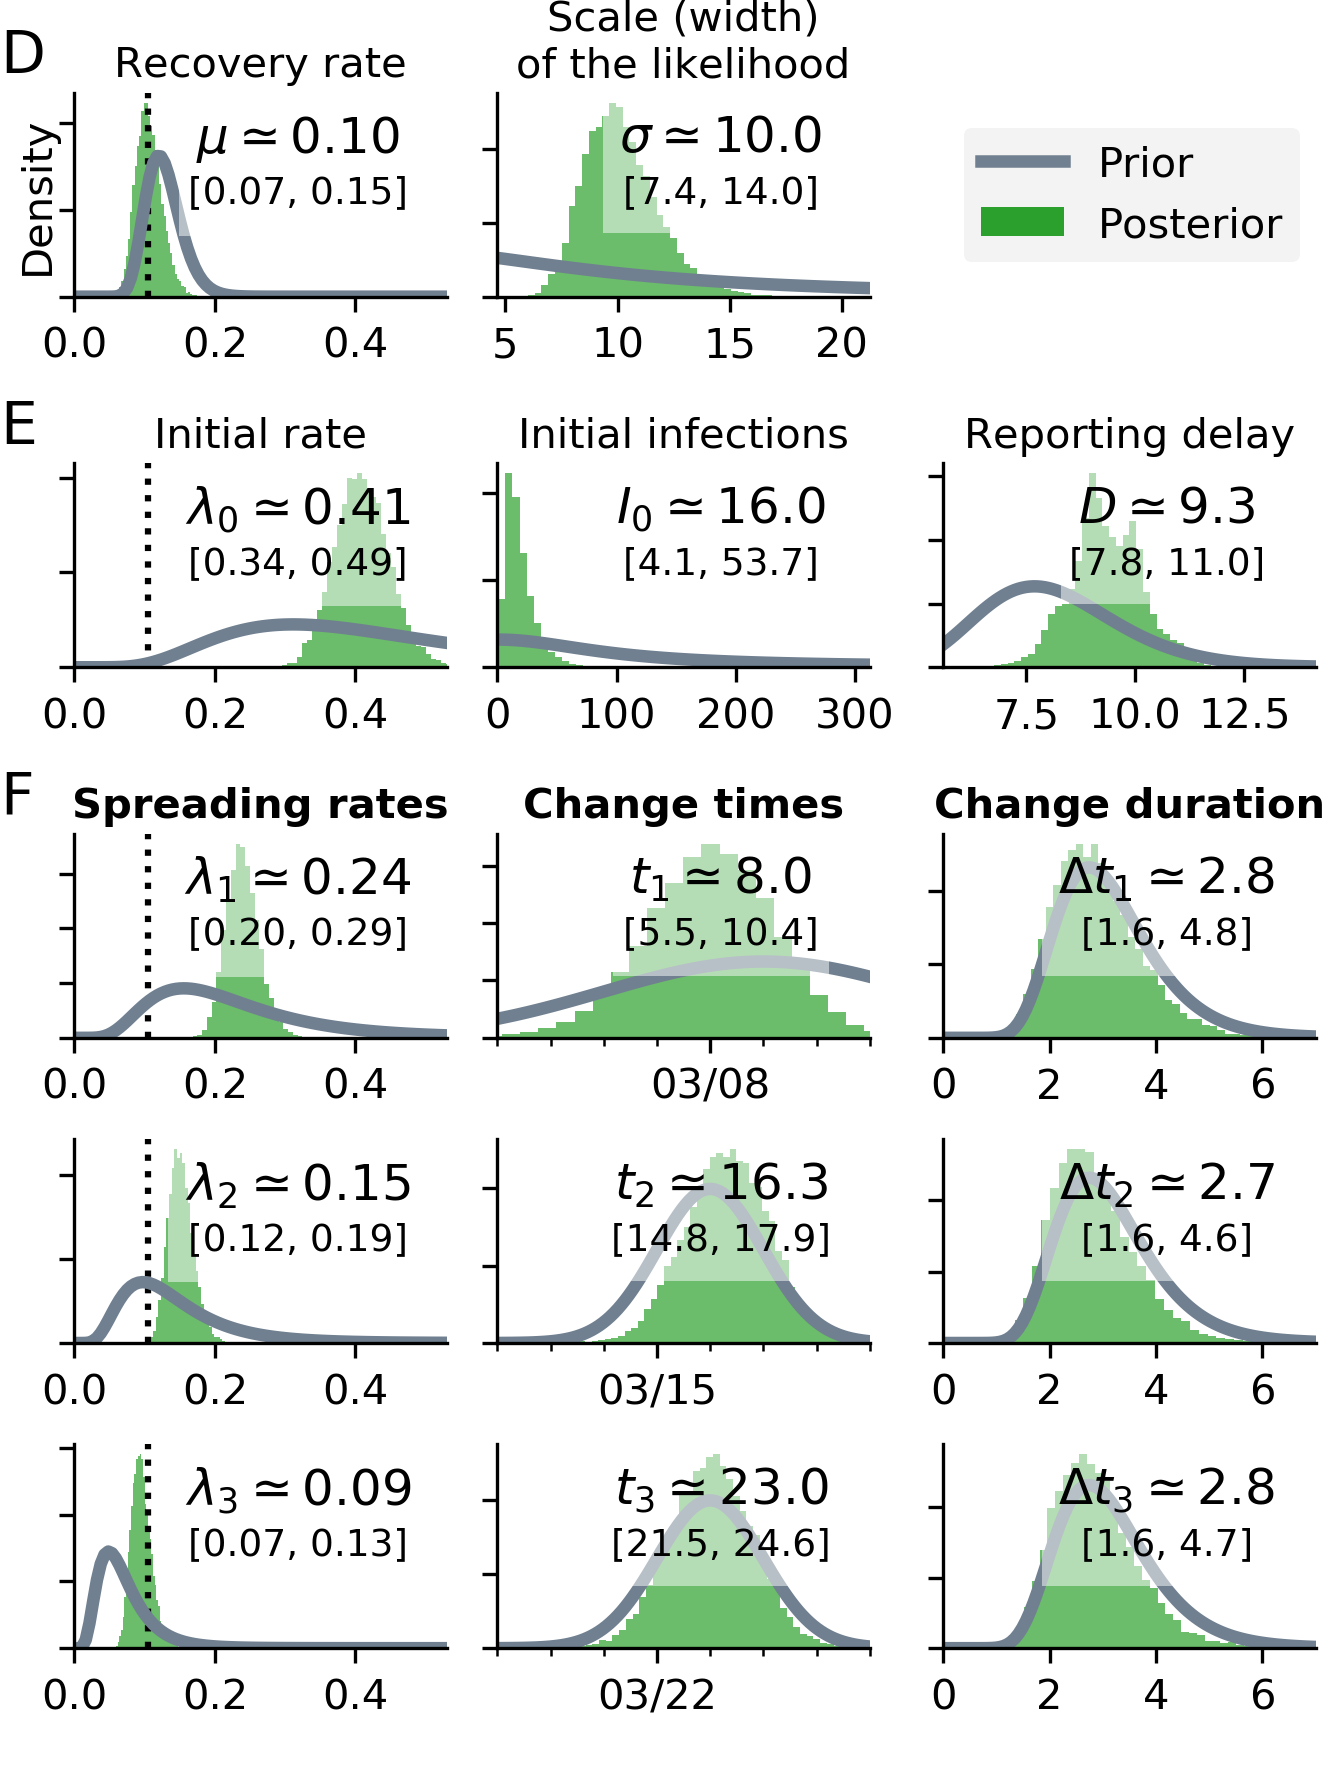 D
Recovery rate
Scale (width)
of the likelihood
Density
μ ≃ 0.10
[0.07, 0.15]
σ ≃ 10.0
[7.4, 14.0]
Prior
Posterior
0.0 0.2 0.4
5 10 15 20
E
Initial rate
Initial infections
Reporting delay
λ₀ ≃ 0.41
[0.34, 0.49]
I₀ ≃ 16.0
[4.1, 53.7]
D ≃ 9.3
[7.8, 11.0]
0.0 0.2 0.4
0 100 200 300
7.5 10.0 12.5
F
Spreading rates
Change times
Change duration
λ₁ ≃ 0.24
[0.20, 0.29]
t₁ ≃ 8.0
[5.5, 10.4]
Δt₁ ≃ 2.8
[1.6, 4.8]
0.0 0.2 0.4
03/08
0 2 4 6
λ₂ ≃ 0.15
[0.12, 0.19]
t₂ ≃ 16.3
[14.8, 17.9]
Δt₂ ≃ 2.7
[1.6, 4.6]
0.0 0.2 0.4
03/15
0 2 4 6
λ₃ ≃ 0.09
[0.07, 0.13]
t₃ ≃ 23.0
[21.5, 24.6]
Δt₃ ≃ 2.8
[1.6, 4.7]
0.0 0.2 0.4
03/22
0 2 4 6